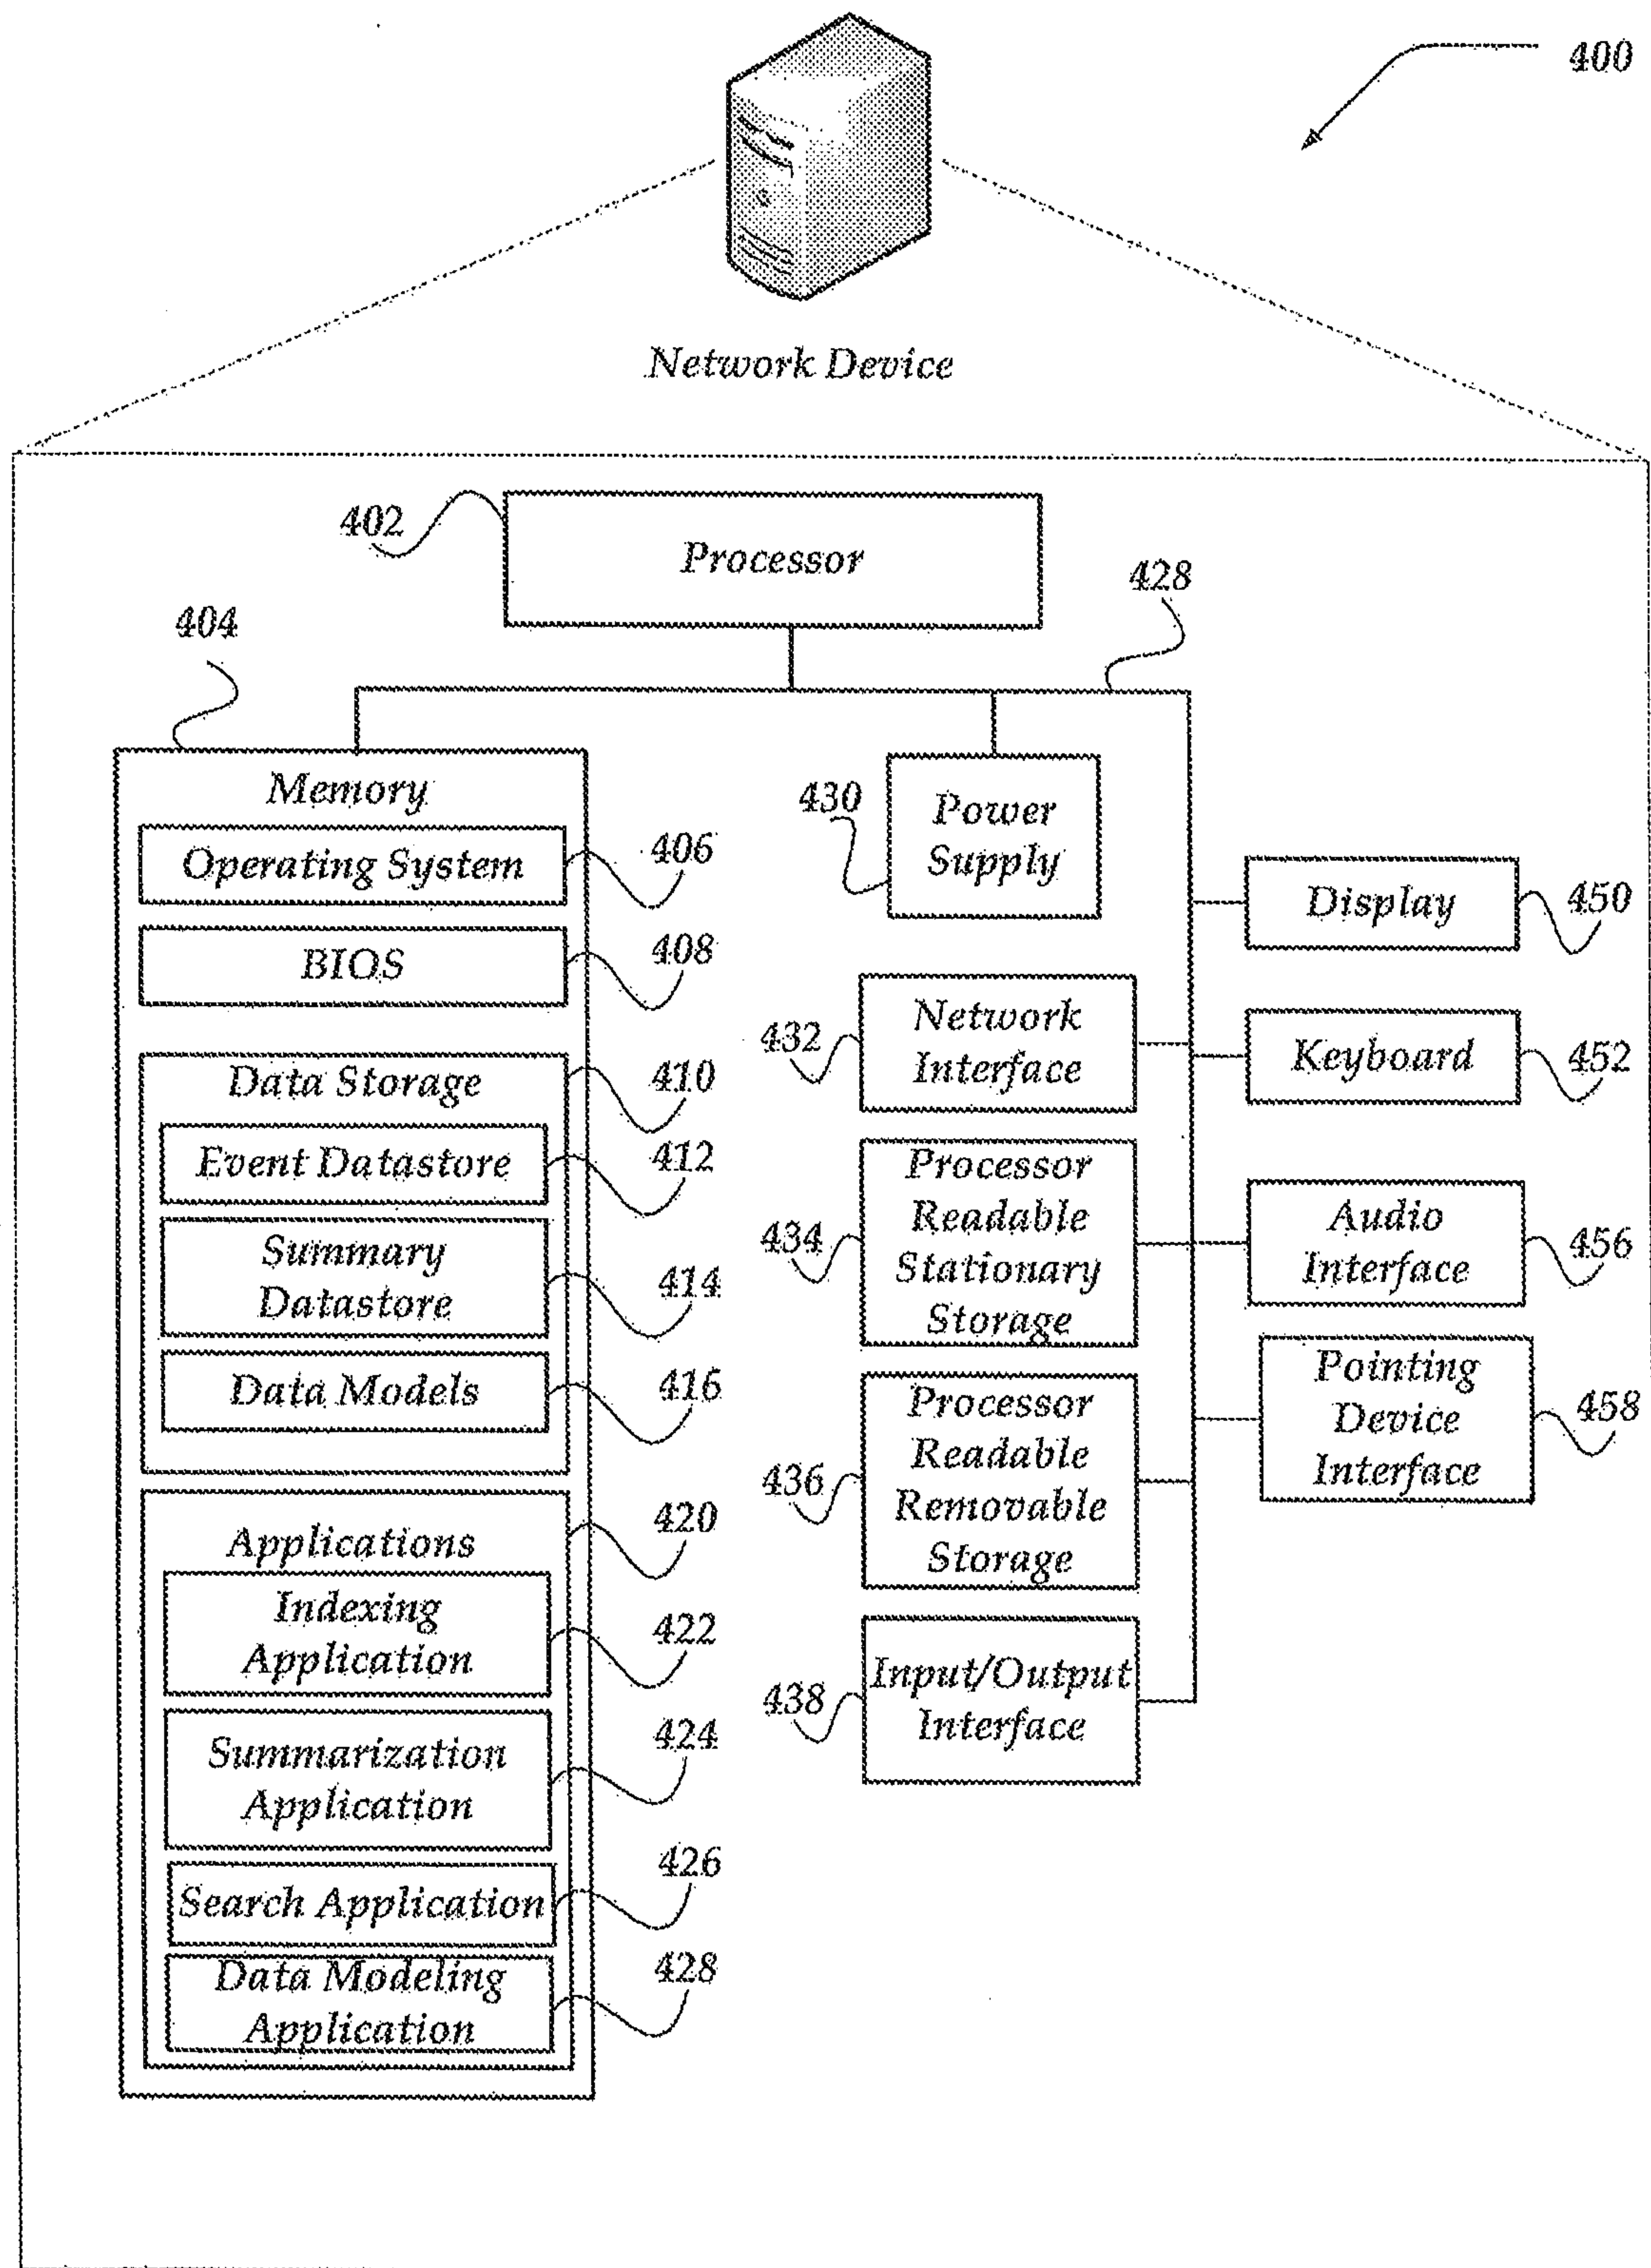 400
Network Device
402
Processor
428
404
Memory
Operating System
406
BIOS
408
Data Storage
410
Event Datastore
412
Summary
Datastore
414
Data Models
416
Applications
420
Indexing
Application
422
Summarization
Application
424
Search Application
426
Data Modeling
Application
428
430
Power
Supply
432
Network
Interface
434
Processor
Readable
Stationary
Storage
436
Processor
Readable
Removable
Storage
438
Input/Output
Interface
Display
450
Keyboard
452
Audio
Interface
456
Pointing
Device
Interface
458